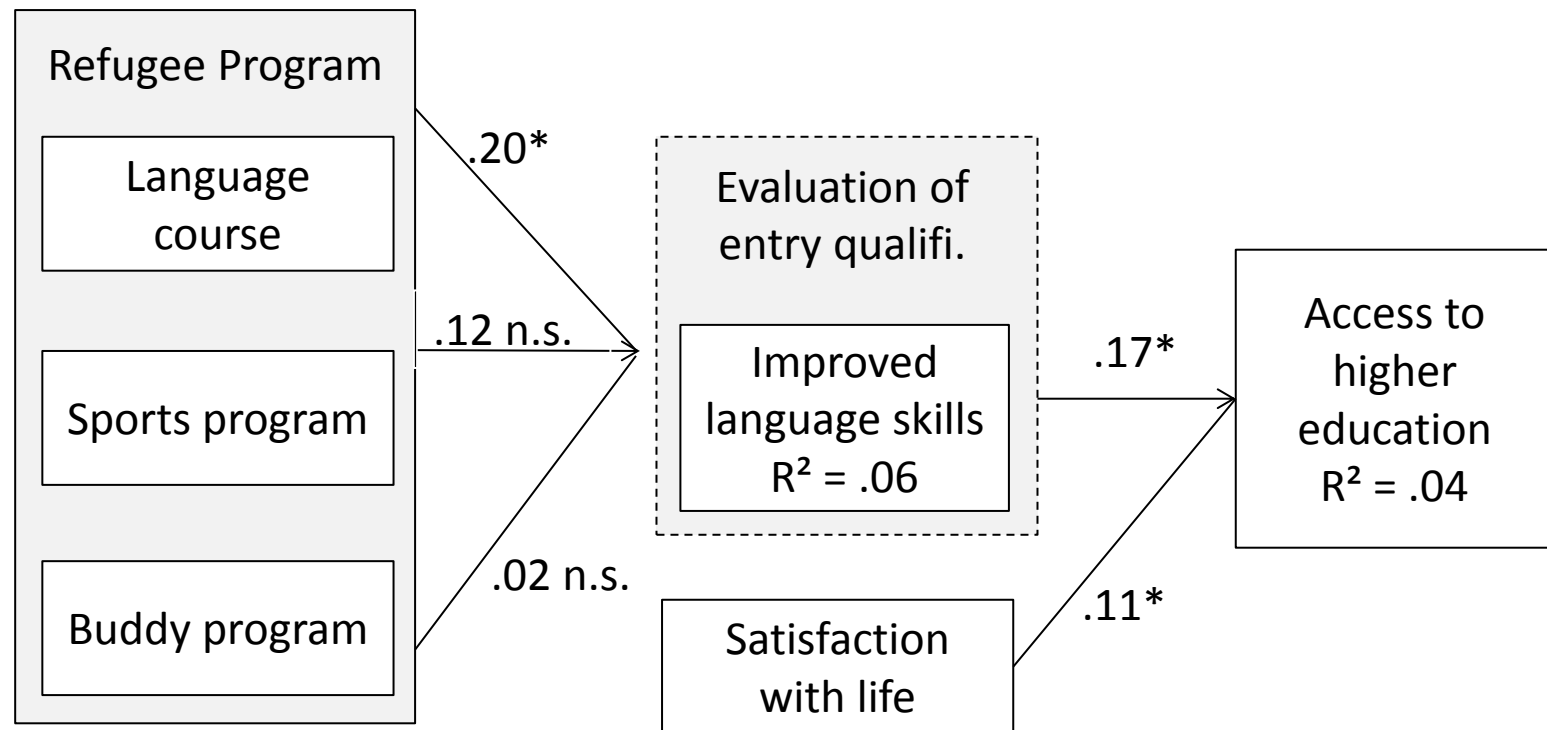 Refugee Program
Language
course
Sports program
Buddy program
.20*
.12 n.s.
.02 n.s.
Evaluation of
entry qualifi.
Improved
language skills
R² = .06
Satisfaction
with life
.17*
.11*
Access to
higher
education
R² = .04